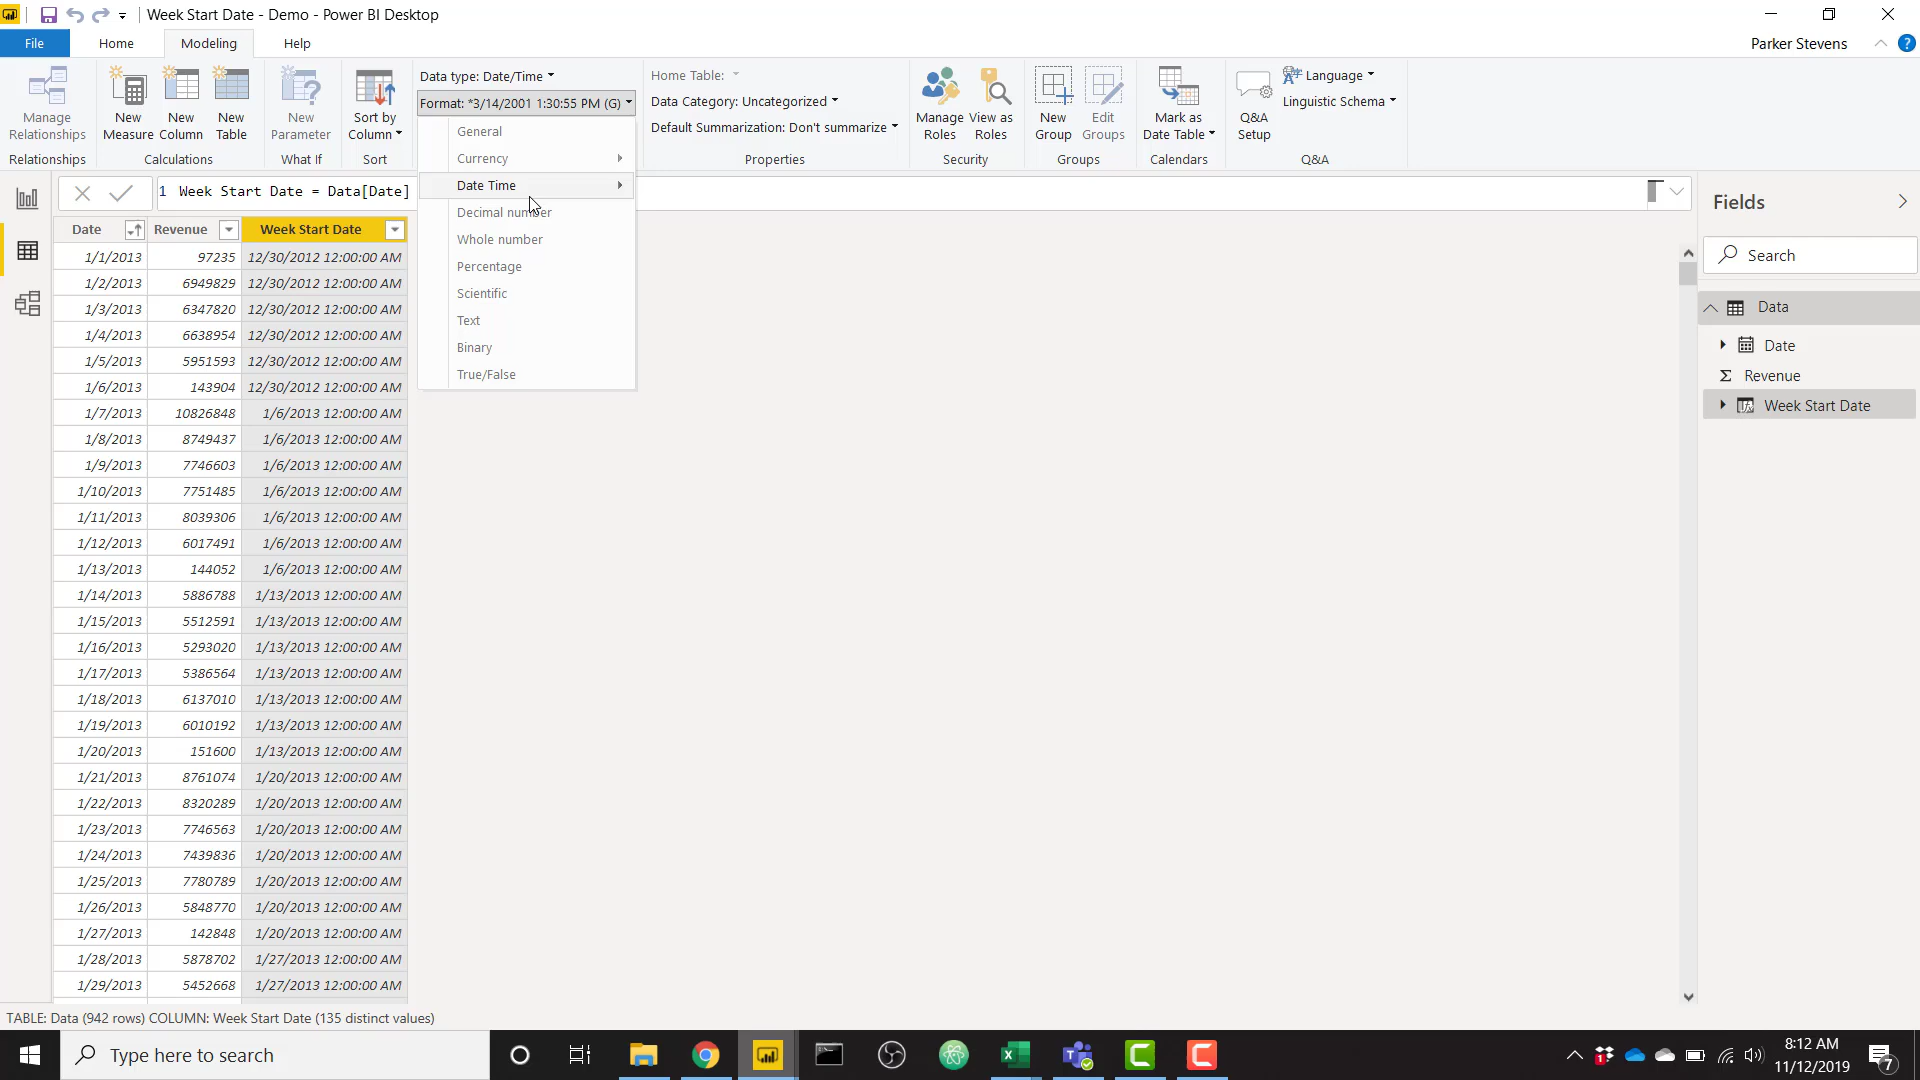 Week Start Date - Demo - Power BI Desktop
File Home Modeling Help Parker Stevens
Manage Relationships
New Measure
New Column
New Table
New Parameter
Sort by Column
Data type: Date/Time
Format: *3/14/2001 1:30:55 PM (G)
Home Table:
Data Category: Uncategorized
Default Summarization: Don't summarize
Manage Roles
View as Roles
New Group
Edit Groups
Mark as Date Table
Q&A Setup
Language
Linguistic Schema
Relationships Calculations What If Sort Properties Security Groups Calendars Q&A
General
Currency
Date Time
Decimal number
Whole number
Percentage
Scientific
Text
Binary
True/False
1 Week Start Date = Data[Date]
Date Revenue Week Start Date
1/1/2013 97235 12/30/2012 12:00:00 AM
1/2/2013 6949829 12/30/2012 12:00:00 AM
1/3/2013 6347820 12/30/2012 12:00:00 AM
1/4/2013 6638954 12/30/2012 12:00:00 AM
1/5/2013 5951593 12/30/2012 12:00:00 AM
1/6/2013 143904 12/30/2012 12:00:00 AM
1/7/2013 10826848 1/6/2013 12:00:00 AM
1/8/2013 8749437 1/6/2013 12:00:00 AM
1/9/2013 7746603 1/6/2013 12:00:00 AM
1/10/2013 7751485 1/6/2013 12:00:00 AM
1/11/2013 8039306 1/6/2013 12:00:00 AM
1/12/2013 6017491 1/6/2013 12:00:00 AM
1/13/2013 144052 1/6/2013 12:00:00 AM
1/14/2013 5886788 1/13/2013 12:00:00 AM
1/15/2013 5512591 1/13/2013 12:00:00 AM
1/16/2013 5293020 1/13/2013 12:00:00 AM
1/17/2013 5386564 1/13/2013 12:00:00 AM
1/18/2013 6137010 1/13/2013 12:00:00 AM
1/19/2013 6010192 1/13/2013 12:00:00 AM
1/20/2013 151600 1/13/2013 12:00:00 AM
1/21/2013 8761074 1/20/2013 12:00:00 AM
1/22/2013 8320289 1/20/2013 12:00:00 AM
1/23/2013 7746563 1/20/2013 12:00:00 AM
1/24/2013 7439836 1/20/2013 12:00:00 AM
1/25/2013 7780789 1/20/2013 12:00:00 AM
1/26/2013 5848770 1/20/2013 12:00:00 AM
1/27/2013 142848 1/20/2013 12:00:00 AM
1/28/2013 5878702 1/27/2013 12:00:00 AM
1/29/2013 5452668 1/27/2013 12:00:00 AM
Fields
Search
Data
Date
Revenue
Week Start Date
TABLE: Data (942 rows) COLUMN: Week Start Date (135 distinct values)
Type here to search
8:12 AM
11/12/2019
7